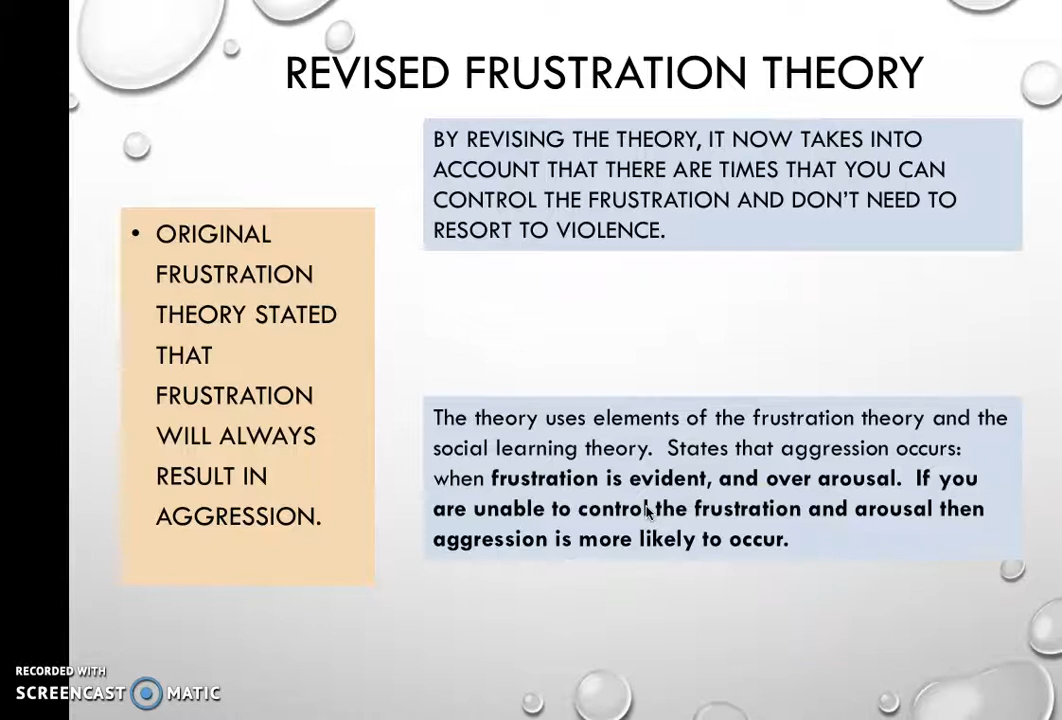 REVISED FRUSTRATION THEORY
BY REVISING THE THEORY, IT NOW TAKES INTO
ACCOUNT THAT THERE ARE TIMES THAT YOU CAN
CONTROL THE FRUSTRATION AND DON'T NEED TO
RESORT TO VIOLENCE.
• ORIGINAL
FRUSTRATION
THEORY STATED
THAT
FRUSTRATION
WILL ALWAYS
RESULT IN
AGGRESSION.
The theory uses elements of the frustration theory and the
social learning theory.  States that aggression occurs:
when frustration is evident, and over arousal.  If you
are unable to control the frustration and arousal then
aggression is more likely to occur.
RECORDED WITH
SCREENCAST MATIC